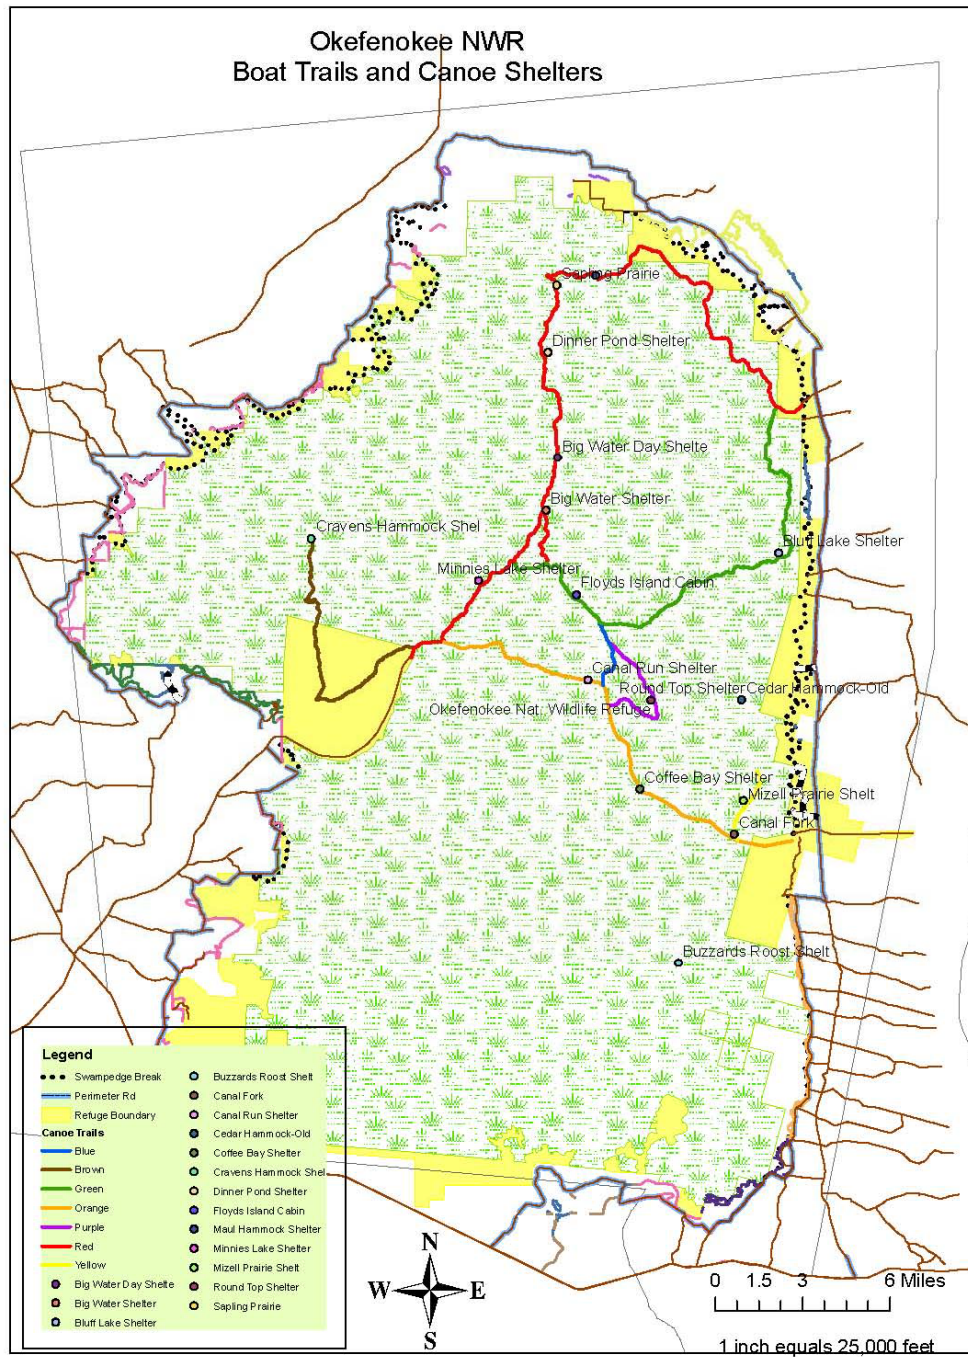 Okefenokee NWR
Boat Trails and Canoe Shelters
Sapling Prairie
Dinner Pond Shelter
Big Water Day Shelte
Big Water Shelter
Cravens Hammock Shel
Bluff Lake Shelter
Minnies Lake Shelter
Floyds Island Cabin
Canal Run Shelter
Round Top Shelter
Cedar Hammock-Old
Okefenokee Nat. Wildlife Refuge
Coffee Bay Shelter
Mizell Prairie Shelt
Canal Fork
Buzzards Roost Shelt
Legend
Swampedge Break
Perimeter Rd
Refuge Boundary
Canoe Trails
Blue
Brown
Green
Orange
Purple
Red
Yellow
Big Water Day Shelte
Big Water Shelter
Bluff Lake Shelter
Buzzards Roost Shelt
Canal Fork
Canal Run Shelter
Cedar Hammock-Old
Coffee Bay Shelter
Cravens Hammock Shel
Dinner Pond Shelter
Floyds Island Cabin
Maul Hammock Shelter
Minnies Lake Shelter
Mizell Prairie Shelt
Round Top Shelter
Sapling Prairie
N
W E
S
0 1.5 3 6 Miles
1 inch equals 25,000 feet